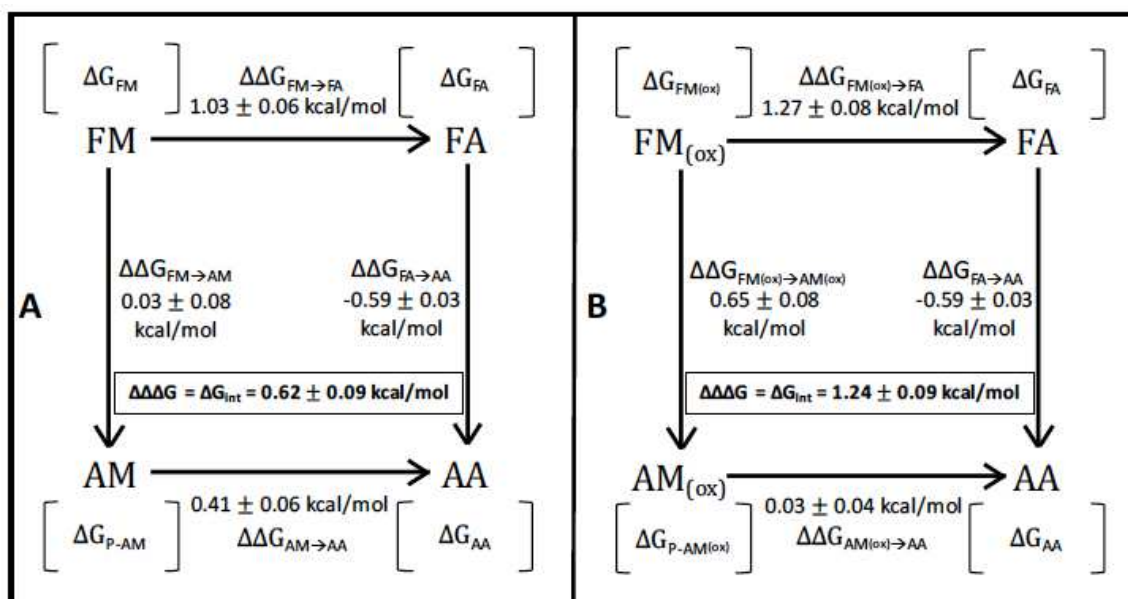 ΔG_FM
ΔΔG_FM→FA
1.03 ± 0.06 kcal/mol
ΔG_FA
FM
FA
ΔΔG_FM→AM
0.03 ± 0.08
kcal/mol
ΔΔG_FA→AA
-0.59 ± 0.03
kcal/mol
A
ΔΔΔG = ΔG_int = 0.62 ± 0.09 kcal/mol
AM
AA
0.41 ± 0.06 kcal/mol
ΔG_P-AM
ΔΔG_AM→AA
ΔG_AA
ΔG_FM(ox)
ΔΔG_FM(ox)→FA
1.27 ± 0.08 kcal/mol
ΔG_FA
FM(ox)
FA
ΔΔG_FM(ox)→AM(ox)
0.65 ± 0.08
kcal/mol
ΔΔG_FA→AA
-0.59 ± 0.03
kcal/mol
B
ΔΔΔG = ΔG_int = 1.24 ± 0.09 kcal/mol
AM(ox)
AA
0.03 ± 0.04 kcal/mol
ΔG_P-AM(ox)
ΔΔG_AM(ox)→AA
ΔG_AA